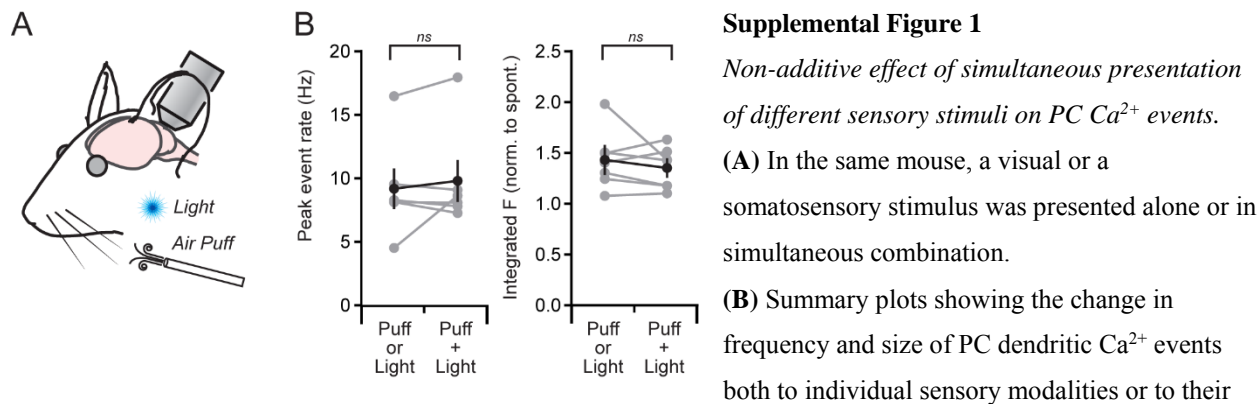 A
Light
Air Puff
B
ns
Peak event rate (Hz)
20
15
10
5
0
Puff
or
Light
Puff
+
Light
ns
Integrated F (norm. to spont.)
2.5
2.0
1.5
1.0
0.5
0.0
Puff
or
Light
Puff
+
Light
Supplemental Figure 1
Non-additive effect of simultaneous presentation
of different sensory stimuli on PC Ca²⁺ events.
(A) In the same mouse, a visual or a
somatosensory stimulus was presented alone or in
simultaneous combination.
(B) Summary plots showing the change in
frequency and size of PC dendritic Ca²⁺ events
both to individual sensory modalities or to their